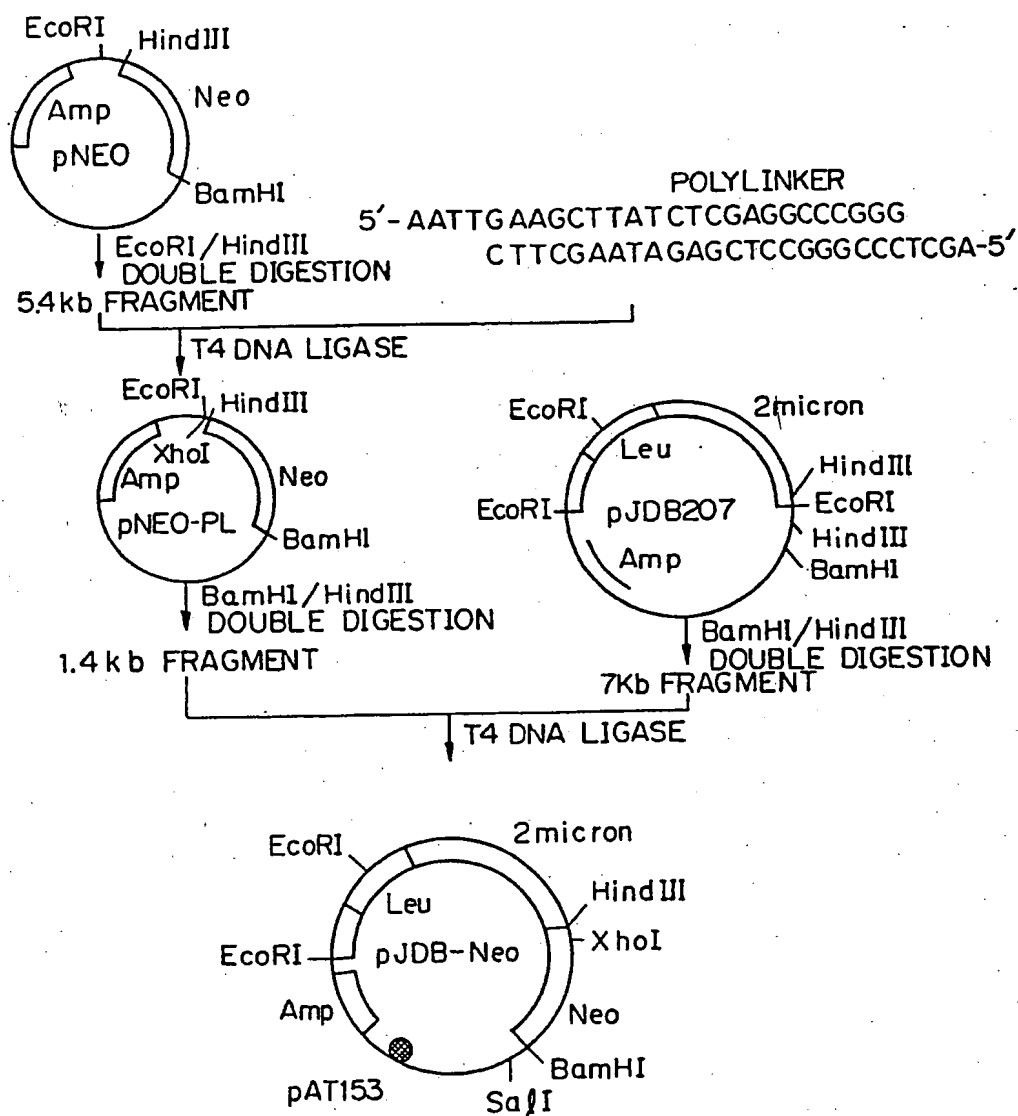 EcoRI
HindIII
Amp
Neo
pNEO
BamHI
EcoRI/HindIII
DOUBLE DIGESTION
5.4kb FRAGMENT
POLYLINKER
5′-AATTGAAGCTTATCTCGAGGCCCGGG
CTTCGAATAGAGCTCCGGGCCCTCGA-5′
T4 DNA LIGASE
EcoRI
HindIII
XhoI
Amp
Neo
pNEO-PL
BamHI
BamHI/HindIII
DOUBLE DIGESTION
1.4kb FRAGMENT
EcoRI
2micron
Leu
HindIII
EcoRI
pJDB207
EcoRI
HindIII
Amp
BamHI
BamHI/HindIII
DOUBLE DIGESTION
7Kb FRAGMENT
T4 DNA LIGASE
EcoRI
2micron
Leu
HindIII
XhoI
EcoRI
pJDB-Neo
Amp
Neo
BamHI
pAT153
SalI